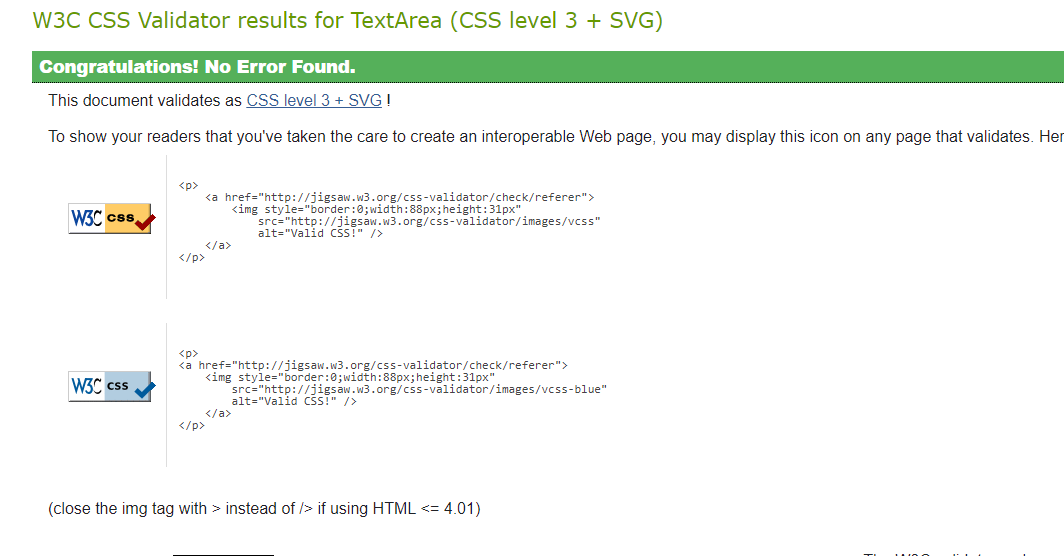 W3C CSS Validator results for TextArea (CSS level 3 + SVG)
Congratulations! No Error Found.
This document validates as CSS level 3 + SVG !
To show your readers that you've taken the care to create an interoperable Web page, you may display this icon on any page that validates. Her
<p>
<a href="http://jigsaw.w3.org/css-validator/check/referer">
<img style="border:0;width:88px;height:31px"
W3C css
src="http://jigsaw.w3.org/css-validator/images/vcss"
alt="Valid CSS!" />
</a>
</p>
<p>
<a href="http://jigsaw.w3.org/css-validator/check/referer">
<img style="border:0;width:88px;height:31px"
W3C css
src="http://jigsaw.w3.org/css-validator/images/vcss-blue"
alt="Valid CSS!" />
</a>
</p>
(close the img tag with > instead of /> if using HTML <= 4.01)